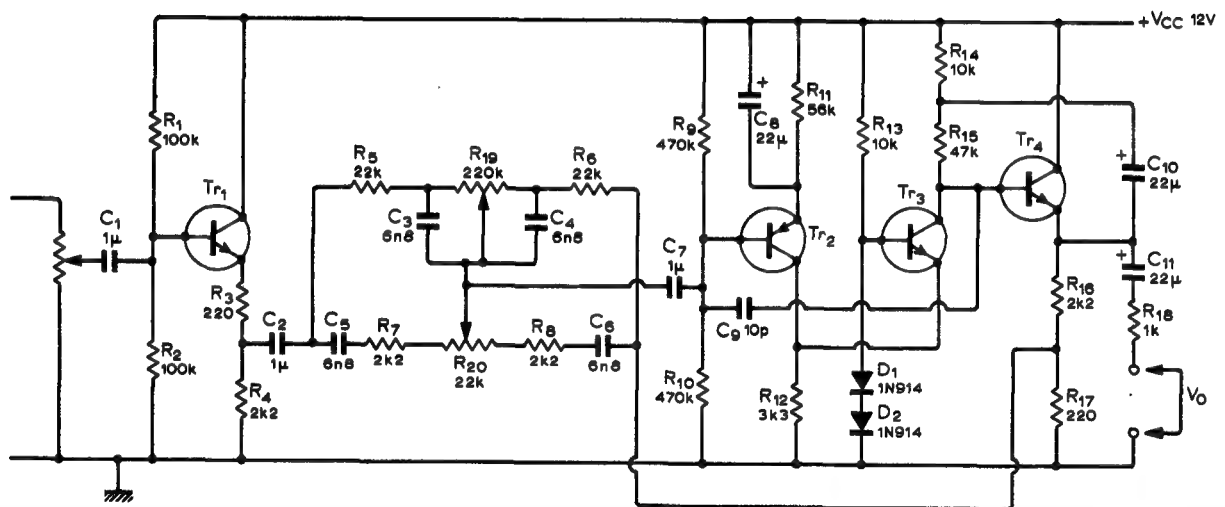 +VCC 12V
R14
10k
R1
100k
R9
470k
C8
22μ
+
R11
56k
R13
10k
R15
47k
Tr4
+
C10
22μ
R5
22k
R19
220k
R6
22k
Tr1
C1
1μ
C3
6n8
C4
6n8
Tr2
Tr3
C7
1μ
+
C11
22μ
R3
220
R16
2k2
R18
1k
C2
1μ
C5
6n8
R7
2k2
R20
22k
R8
2k2
C6
6n8
C9 10p
R2
100k
R4
2k2
R10
470k
R12
3k3
D1
1N914
D2
1N914
R17
220
VO